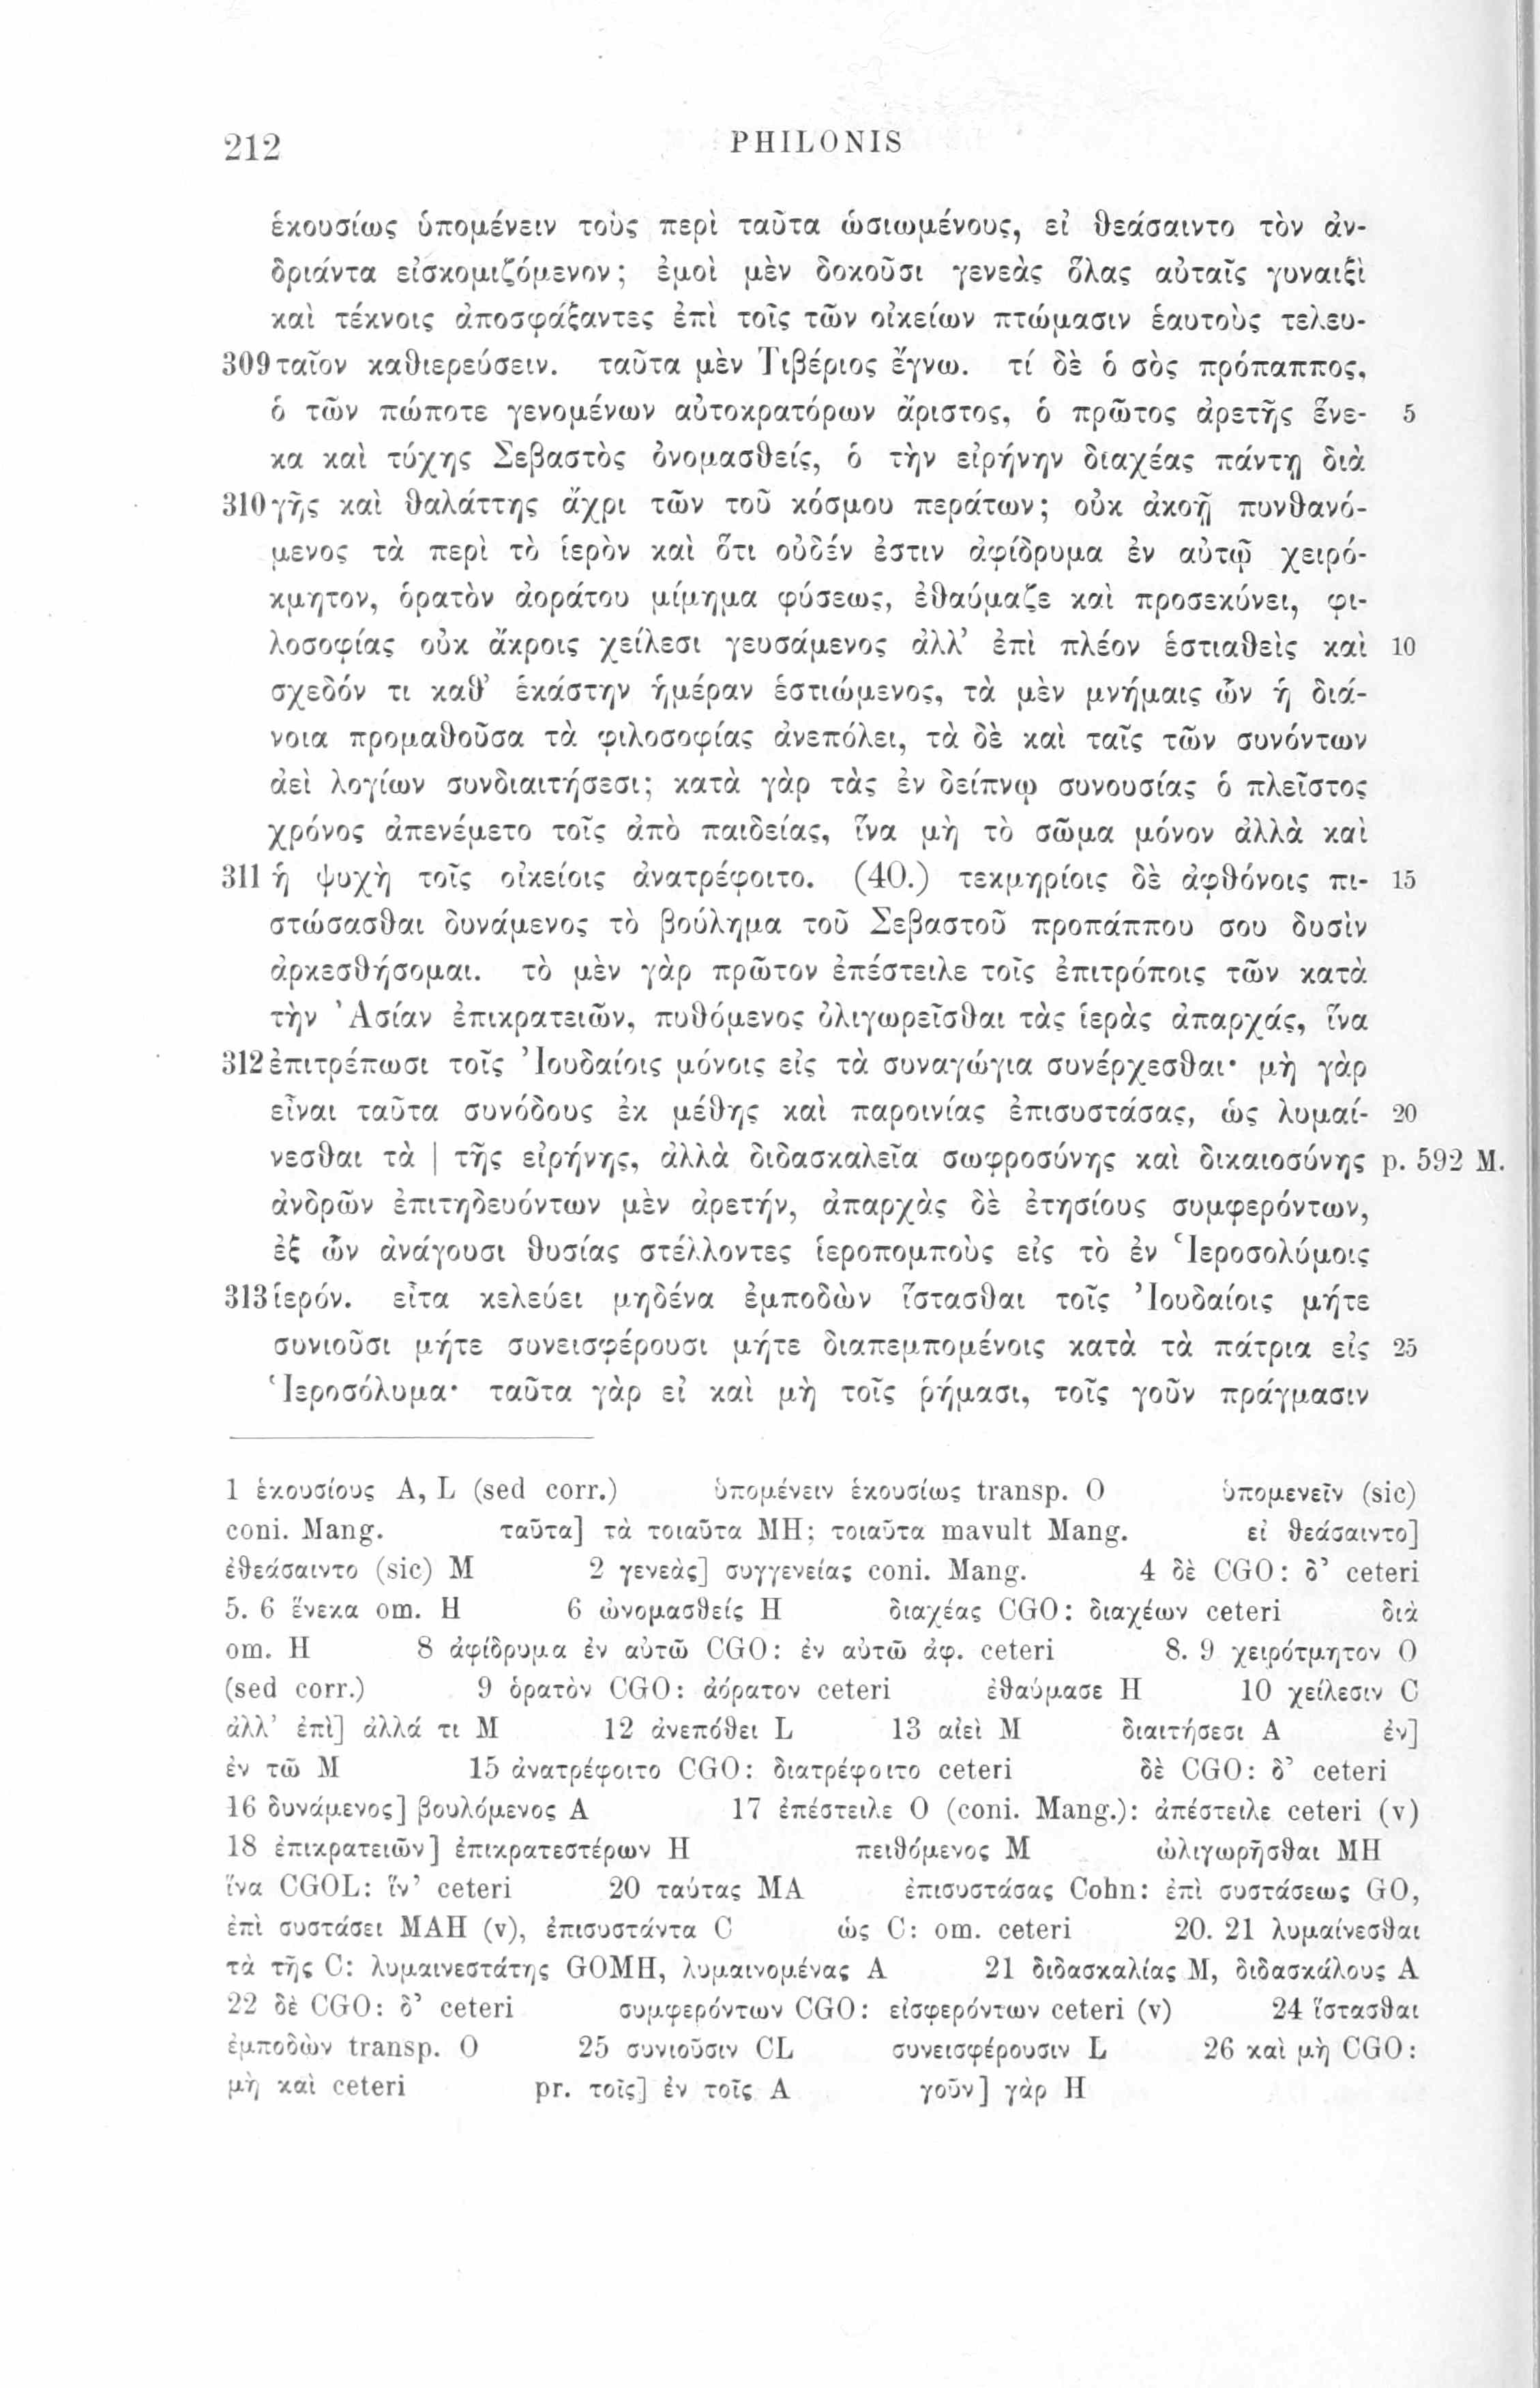 212 PHILONIS
ἑκουσίως ὑπομένειν τοὺς περὶ ταῦτα ὡσιωμένους, εἰ θεάσαιντο τὸν ἀν-
δριάντα εἰσκομιζόμενον; ἐμοὶ μὲν δοκοῦσι γενεὰς ὅλας αὐταῖς γυναιξὶ
καὶ τέκνοις ἀποσφάξαντες ἐπὶ τοῖς τῶν οἰκείων πτώμασιν ἑαυτοὺς τελευ-
309 ταῖον καθιερεύσειν. ταῦτα μὲν Τιβέριος ἔγνω. τί δὲ ὁ σὸς πρόπαππος,
ὁ τῶν πώποτε γενομένων αὐτοκρατόρων ἄριστος, ὁ πρῶτος ἀρετῆς ἕνε- 5
κα καὶ τύχης Σεβαστὸς ὀνομασθείς, ὁ τὴν εἰρήνην διαχέας πάντῃ διὰ
310 γῆς καὶ θαλάττης ἄχρι τῶν τοῦ κόσμου περάτων; οὐκ ἀκοῇ πυνθανό-
μενος τὰ περὶ τὸ ἱερὸν καὶ ὅτι οὐδέν ἐστιν ἀφίδρυμα ἐν αὐτῷ χειρό-
κμητον, ὁρατὸν ἀοράτου μίμημα φύσεως, ἐθαύμαζε καὶ προσεκύνει, φι-
λοσοφίας οὐκ ἄκροις χείλεσι γευσάμενος ἀλλ’ ἐπὶ πλέον ἑστιαθεὶς καὶ 10
σχεδόν τι καθ’ ἑκάστην ἡμέραν ἑστιώμενος, τὰ μὲν μνήμαις ὧν ἡ διά-
νοια προμαθοῦσα τὰ φιλοσοφίας ἀνεπόλει, τὰ δὲ καὶ ταῖς τῶν συνόντων
ἀεὶ λογίων συνδιαιτήσεσι; κατὰ γὰρ τὰς ἐν δείπνῳ συνουσίας ὁ πλεῖστος
χρόνος ἀπενέμετο τοῖς ἀπὸ παιδείας, ἵνα μὴ τὸ σῶμα μόνον ἀλλὰ καὶ
311 ἡ ψυχὴ τοῖς οἰκείοις ἀνατρέφοιτο. (40.) τεκμηρίοις δὲ ἀφθόνοις πι- 15
στώσασθαι δυνάμενος τὸ βούλημα τοῦ Σεβαστοῦ προπάππου σου δυσὶν
ἀρκεσθήσομαι. τὸ μὲν γὰρ πρῶτον ἐπέστειλε τοῖς ἐπιτρόποις τῶν κατὰ
τὴν Ἀσίαν ἐπικρατειῶν, πυθόμενος ὀλιγωρεῖσθαι τὰς ἱερὰς ἀπαρχάς, ἵνα
312 ἐπιτρέπωσι τοῖς Ἰουδαίοις μόνοις εἰς τὰ συναγώγια συνέρχεσθαι· μὴ γὰρ
εἶναι ταῦτα συνόδους ἐκ μέθης καὶ παροινίας ἐπισυστάσας, ὡς λυμαί- 20
νεσθαι τὰ | τῆς εἰρήνης, ἀλλὰ διδασκαλεῖα σωφροσύνης καὶ δικαιοσύνης p. 592 M.
ἀνδρῶν ἐπιτηδευόντων μὲν ἀρετήν, ἀπαρχὰς δὲ ἐτησίους συμφερόντων,
ἐξ ὧν ἀνάγουσι θυσίας στέλλοντες ἱεροπομποὺς εἰς τὸ ἐν Ἱεροσολύμοις
313 ἱερόν. εἶτα κελεύει μηδένα ἐμποδὼν ἵστασθαι τοῖς Ἰουδαίοις μήτε
συνιοῦσι μήτε συνεισφέρουσι μήτε διαπεμπομένοις κατὰ τὰ πάτρια εἰς 25
Ἱεροσόλυμα· ταῦτα γὰρ εἰ καὶ μὴ τοῖς ῥήμασι, τοῖς γοῦν πράγμασιν
1 ἑκουσίους A, L (sed corr.) ὑπομένειν ἑκουσίως transp. O ὑπομενεῖν (sic)
coni. Mang. ταῦτα] τὰ τοιαῦτα MH; τοιαῦτα mavult Mang. εἰ θεάσαιντο]
ἐθεάσαιντο (sic) M 2 γενεὰς] συγγενείας coni. Mang. 4 δὲ CGO: δ’ ceteri
5. 6 ἕνεκα om. H 6 ὠνομασθείς H διαχέας CGO: διαχέων ceteri διὰ
om. H 8 ἀφίδρυμα ἐν αὐτῶ CGO: ἐν αὐτῶ ἀφ. ceteri 8. 9 χειρότμητον O
(sed corr.) 9 ὁρατὸν CGO: ἀόρατον ceteri ἐθαύμασε H 10 χείλεσιν C
ἀλλ’ ἐπὶ] ἀλλά τι M 12 ἀνεπόθει L 13 αἰεὶ M διαιτήσεσι A ἐν]
ἐν τῶ M 15 ἀνατρέφοιτο CGO: διατρέφοιτο ceteri δὲ CGO: δ’ ceteri
16 δυνάμενος] βουλόμενος A 17 ἐπέστειλε O (coni. Mang.): ἀπέστειλε ceteri (v)
18 ἐπικρατειῶν] ἐπικρατεστέρων H πειθόμενος M ὠλιγωρῆσθαι MH
ἵνα CGOL: ἵν’ ceteri 20 ταύτας MA ἐπισυστάσας Cohn: ἐπὶ συστάσεως GO,
ἐπὶ συστάσει MAH (v), ἐπισυστάντα C ὡς C: om. ceteri 20. 21 λυμαίνεσθαι
τὰ τῆς C: λυμαινεστάτης GOMH, λυμαινομένας A 21 διδασκαλίας M, διδασκάλους A
22 δὲ CGO: δ’ ceteri συμφερόντων CGO: εἰσφερόντων ceteri (v) 24 ἵστασθαι
ἐμποδὼν transp. O 25 συνιοῦσιν CL συνεισφέρουσιν L 26 καὶ μὴ CGO:
μὴ καὶ ceteri pr. τοῖς] ἐν τοῖς A γοῦν] γὰρ H